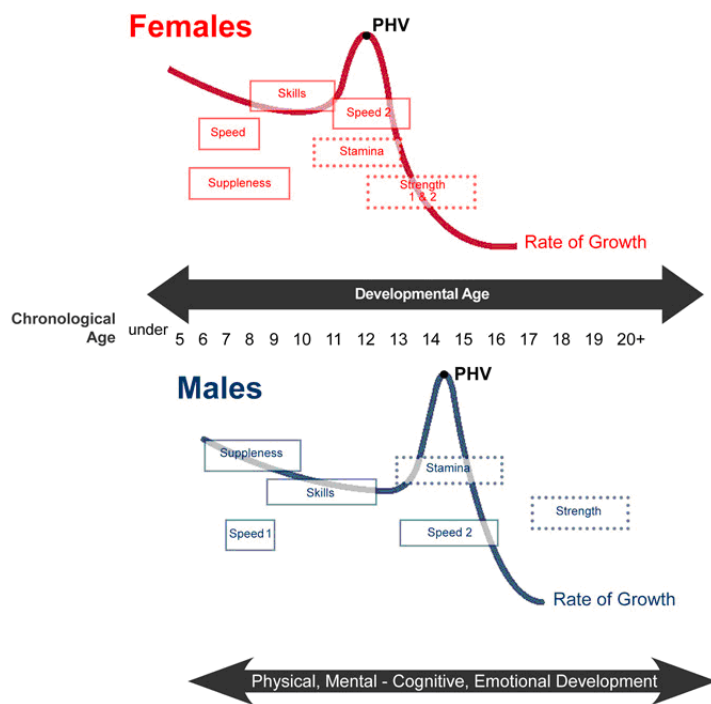 Females
PHV
Skills
Speed 2
Speed
Stamina
Suppleness
Strength
1 & 2
Rate of Growth
Developmental Age
Chronological
Age
under
5 6 7 8 9 10 11 12 13 14 15 16 17 18 19 20+
Males
PHV
Suppleness
Stamina
Skills
Strength
Speed 1
Speed 2
Rate of Growth
Physical, Mental - Cognitive, Emotional Development